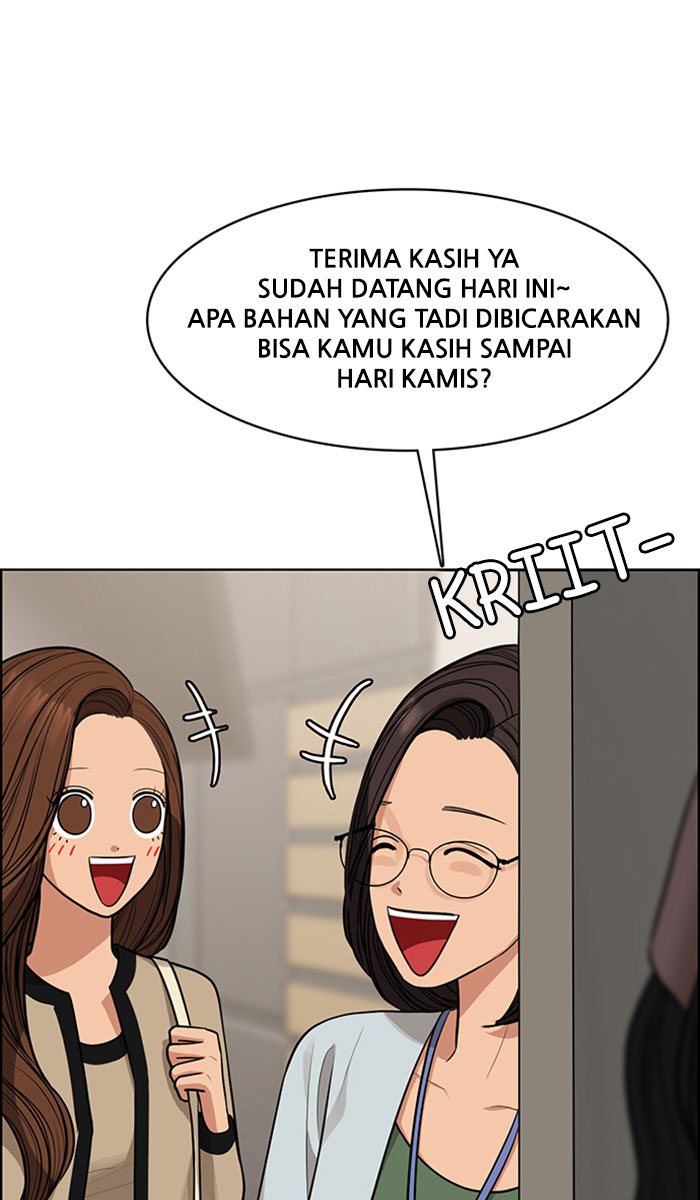 TERIMA KASIH YA
SUDAH DATANG HARI INI~
APA BAHAN YANG TADI DIBICARAKAN
BISA KAMU KASIH SAMPAI
HARI KAMIS?
KRIIT-